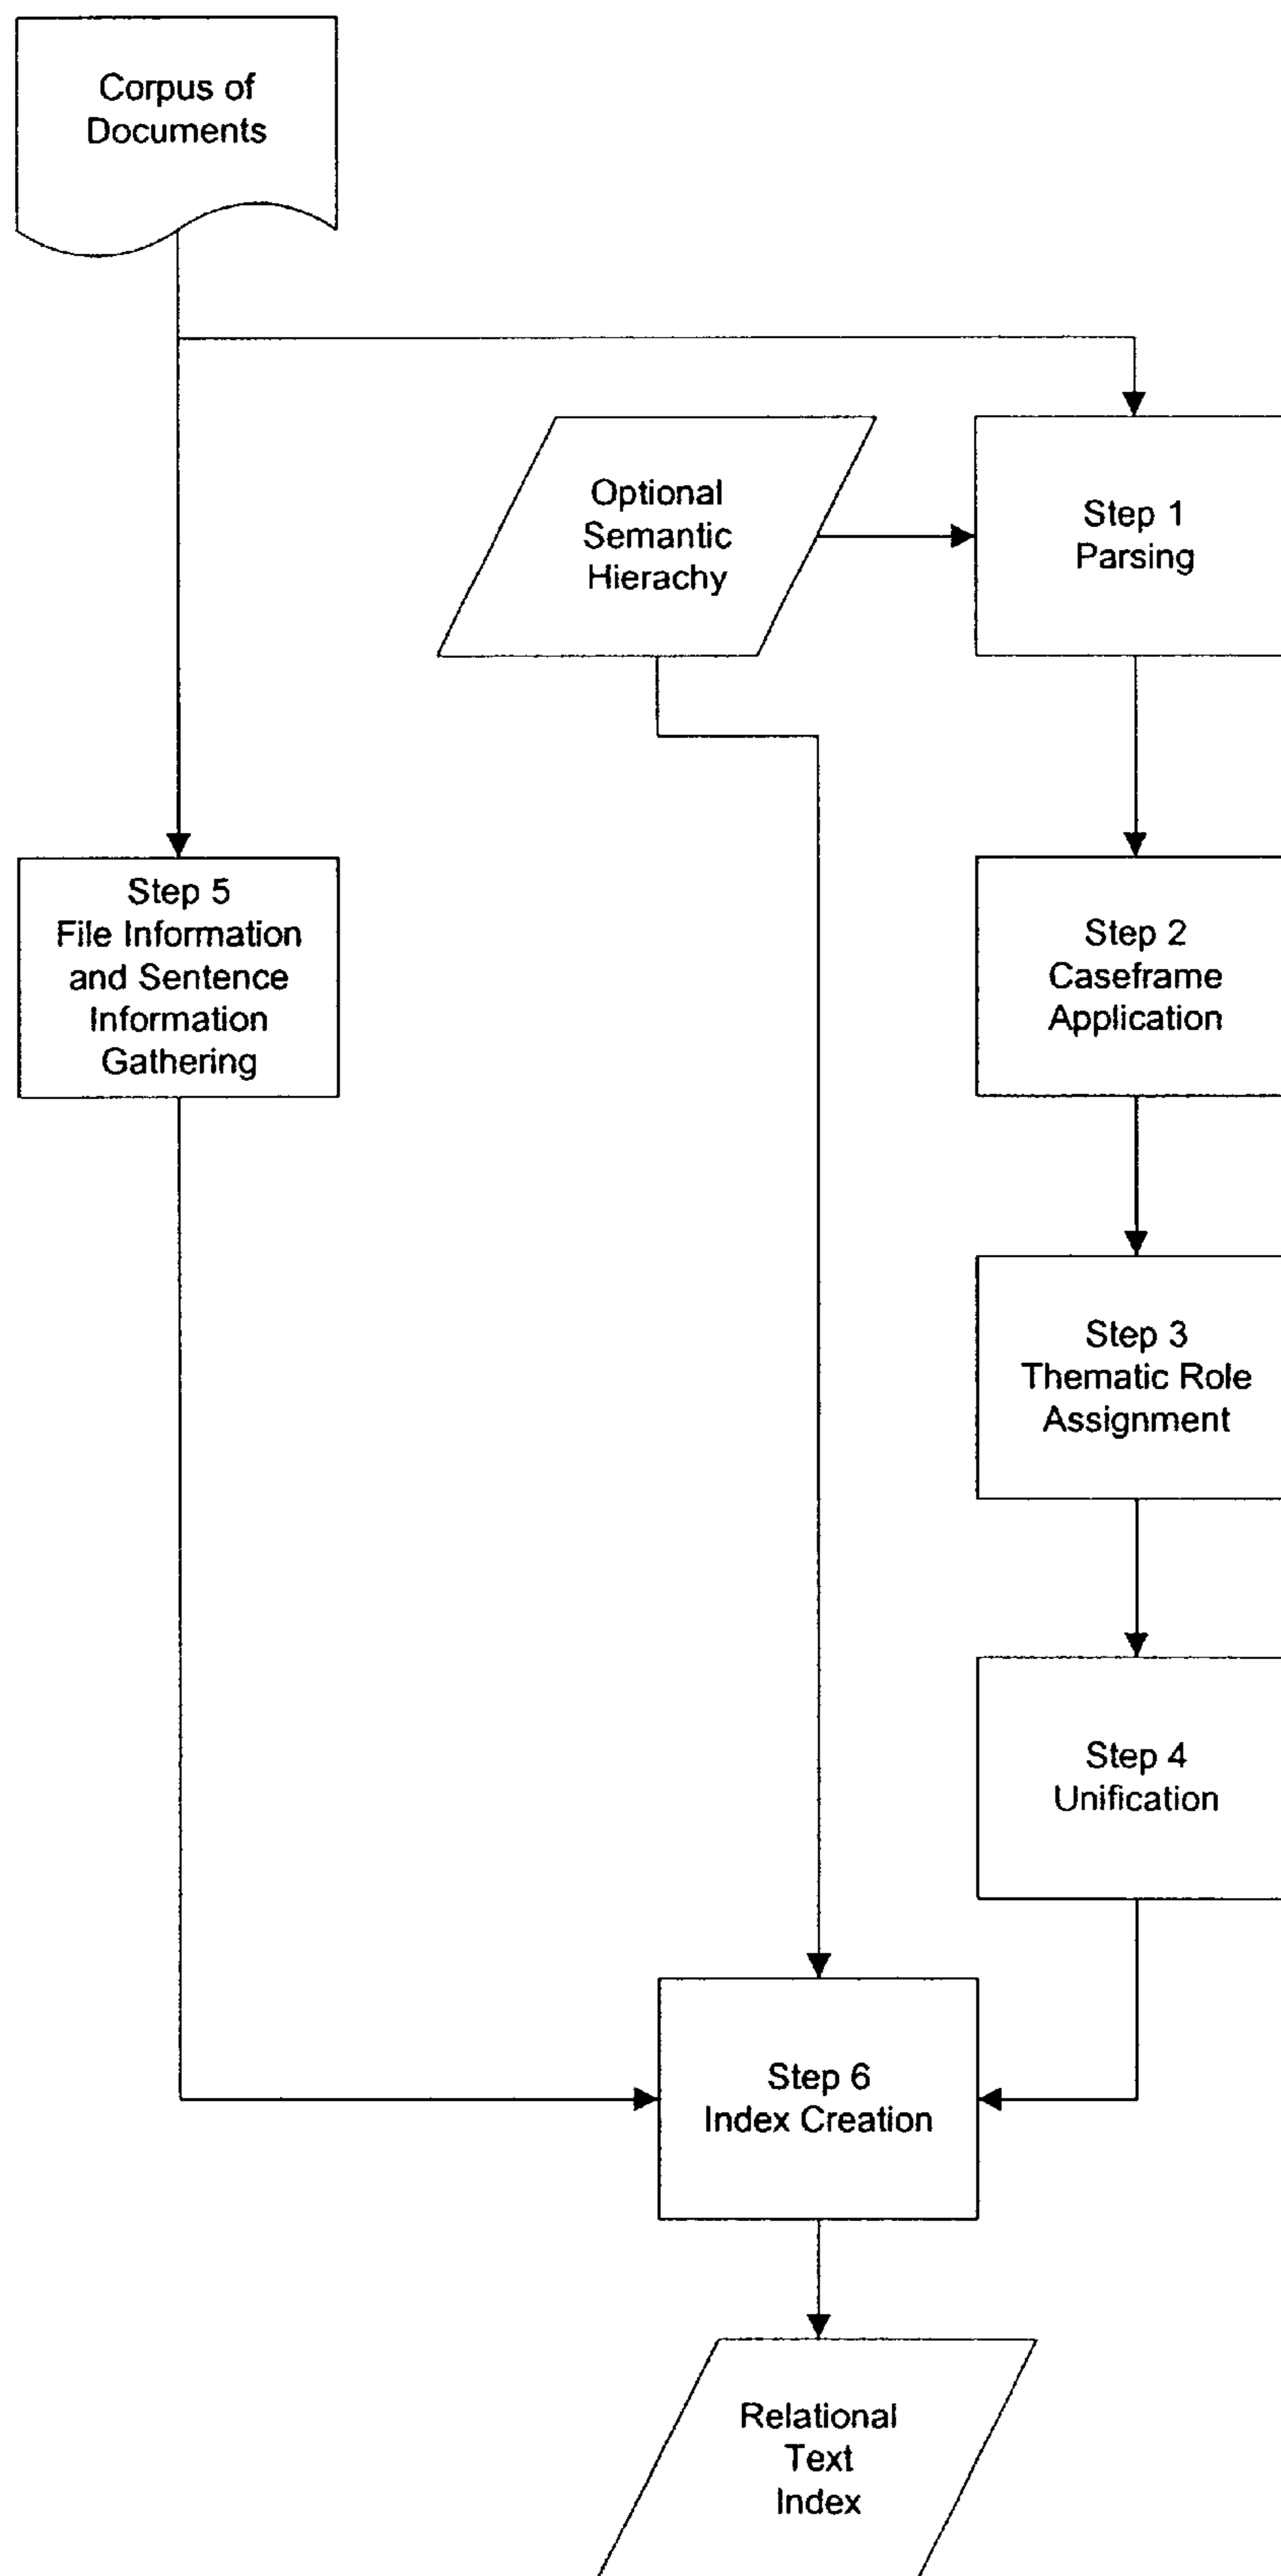 Corpus of
Documents
Optional
Semantic
Hierachy
Step 1
Parsing
Step 5
File Information
and Sentence
Information
Gathering
Step 2
Caseframe
Application
Step 3
Thematic Role
Assignment
Step 4
Unification
Step 6
Index Creation
Relational
Text
Index